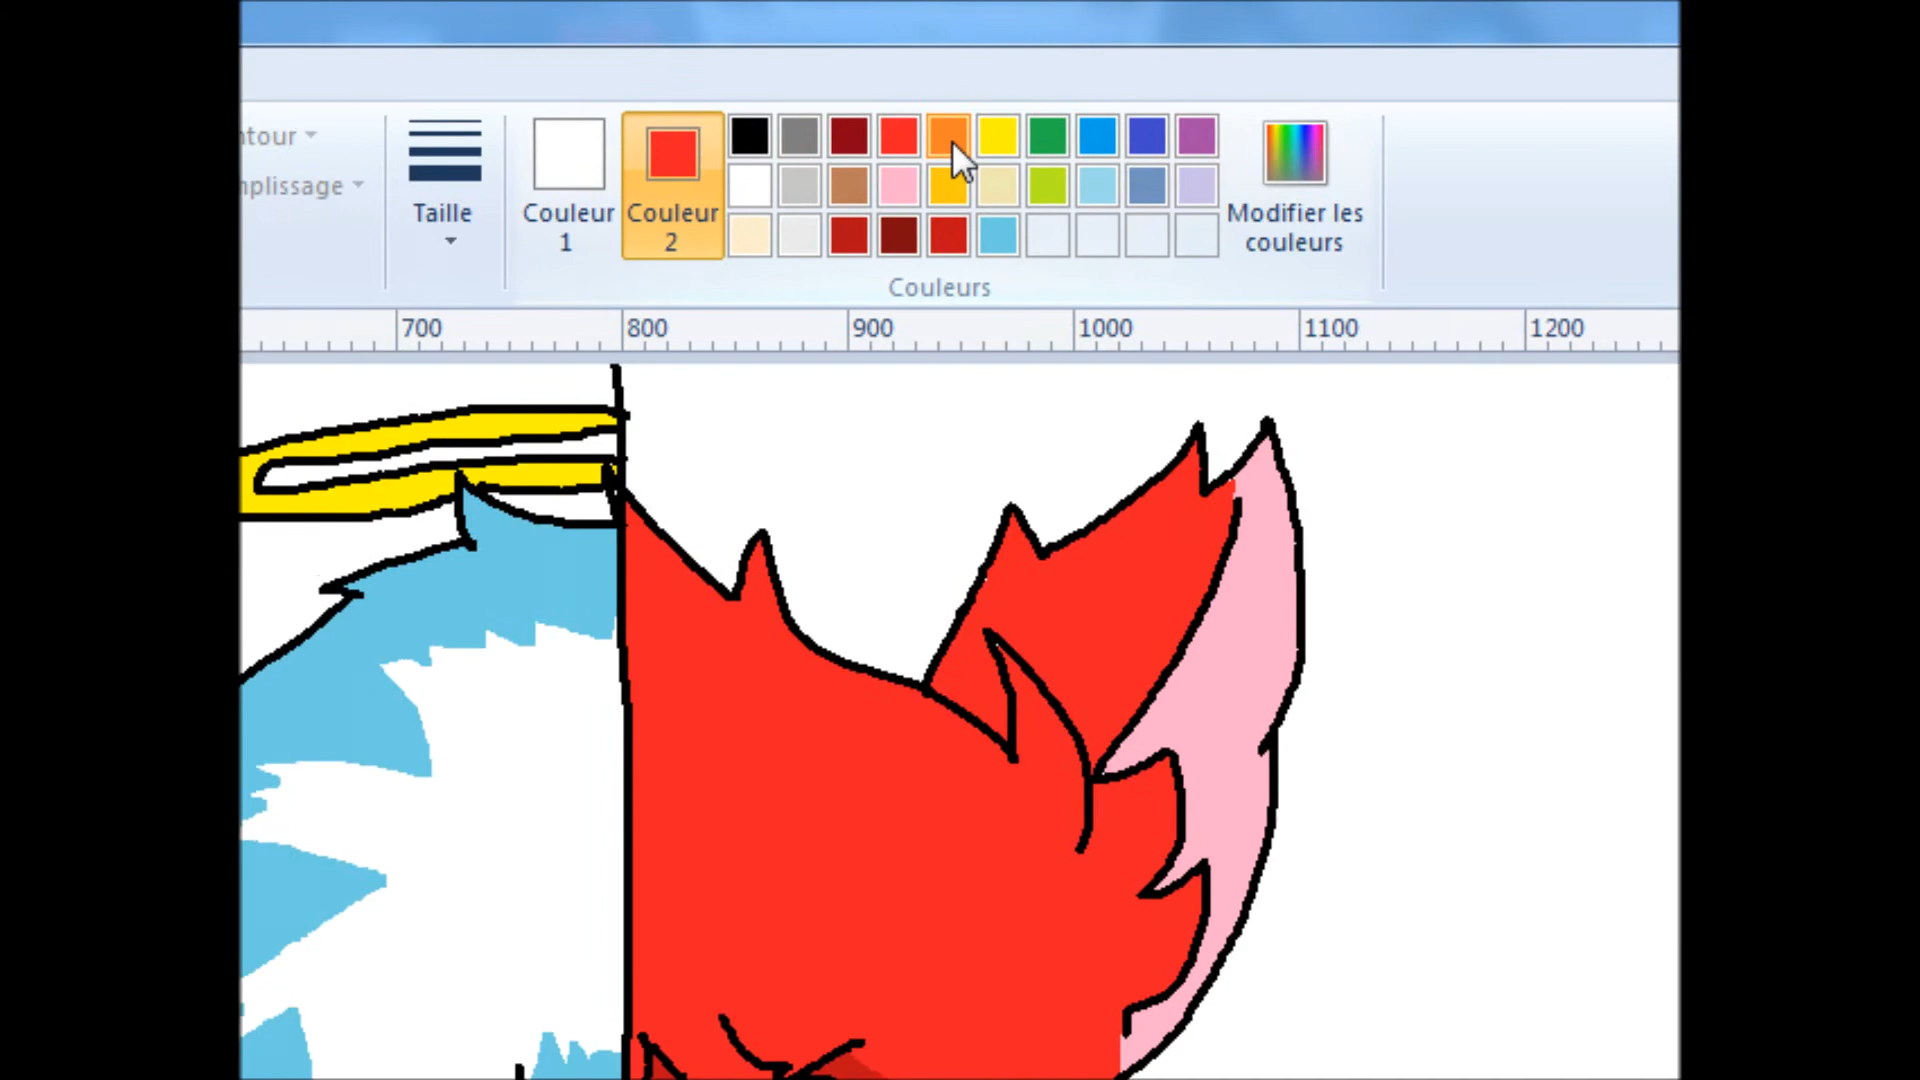 ntour
nplissage
Taille
Couleur
1
Couleur
2
Modifier les
couleurs
Couleurs
700 800 900 1000 1100 1200